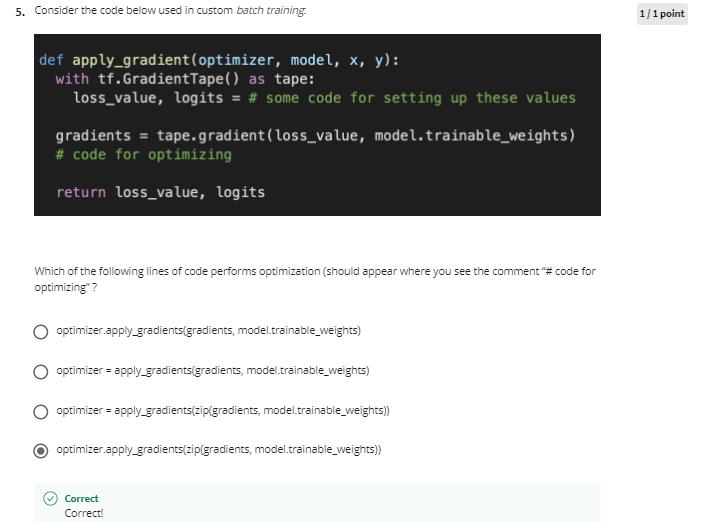 5. Consider the code below used in custom batch training.
1 / 1 point
def apply_gradient(optimizer, model, x, y):
with tf.GradientTape() as tape:
loss_value, logits = # some code for setting up these values
gradients = tape.gradient(loss_value, model.trainable_weights)
# code for optimizing
return loss_value, logits
Which of the following lines of code performs optimization (should appear where you see the comment "# code for
optimizing" ?
optimizer.apply_gradients(gradients, model.trainable_weights)
optimizer = apply_gradients(gradients, model.trainable_weights)
optimizer = apply_gradients(zip(gradients, model.trainable_weights))
optimizer.apply_gradients(zip(gradients, model.trainable_weights))
Correct
Correct!